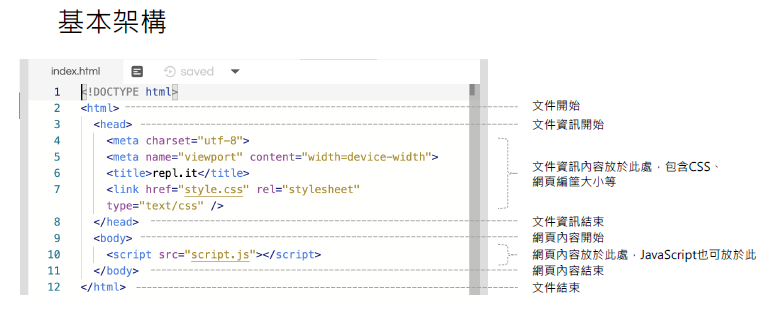 基本架構
index.html saved
1 <!DOCTYPE html>
2 <html> 文件開始
3 <head> 文件資訊開始
4 <meta charset="utf-8">
5 <meta name="viewport" content="width=device-width">
6 <title>repl.it</title>
7 <link href="style.css" rel="stylesheet"
type="text/css" />
文件資訊內容放於此處，包含CSS、
網頁編筐大小等
8 </head> 文件資訊結束
9 <body> 網頁內容開始
10 <script src="script.js"></script> 網頁內容放於此處，JavaScript也可放於此
11 </body> 網頁內容結束
12 </html> 文件結束